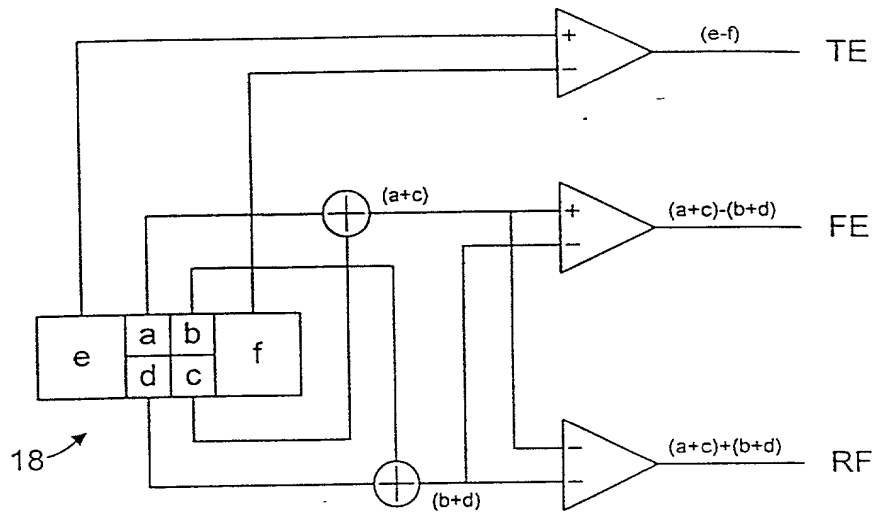 +
−
(e-f)
TE
(a+c)
+
−
(a+c)-(b+d)
FE
e
a
b
f
d
c
18
(b+d)
−
−
(a+c)+(b+d)
RF